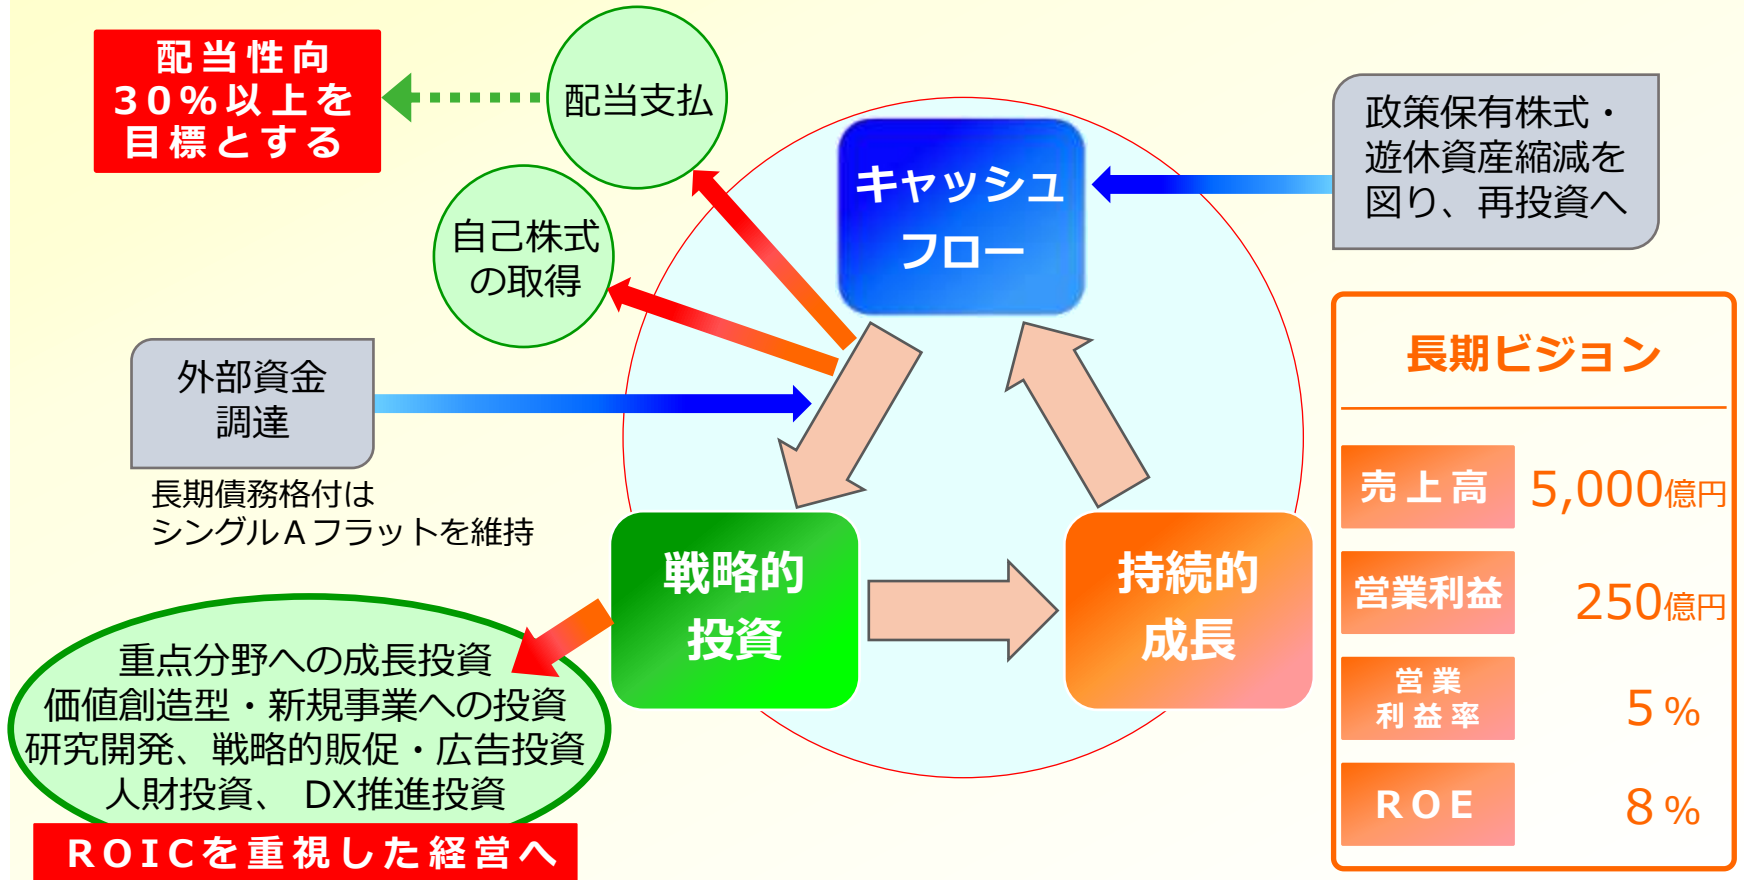 配当性向
30%以上を
目標とする
配当支払
自己株式
の取得
キャッシュ
フロー
政策保有株式・
遊休資産縮減を
図り、再投資へ
外部資金
調達
長期債務格付は
シングルAフラットを維持
戦略的
投資
持続的
成長
重点分野への成長投資
価値創造型・新規事業への投資
研究開発、戦略的販促・広告投資
人財投資、 DX推進投資
ROICを重視した経営へ
長期ビジョン
売上高 5,000億円
営業利益 250億円
営業
利益率 5%
ROE 8%